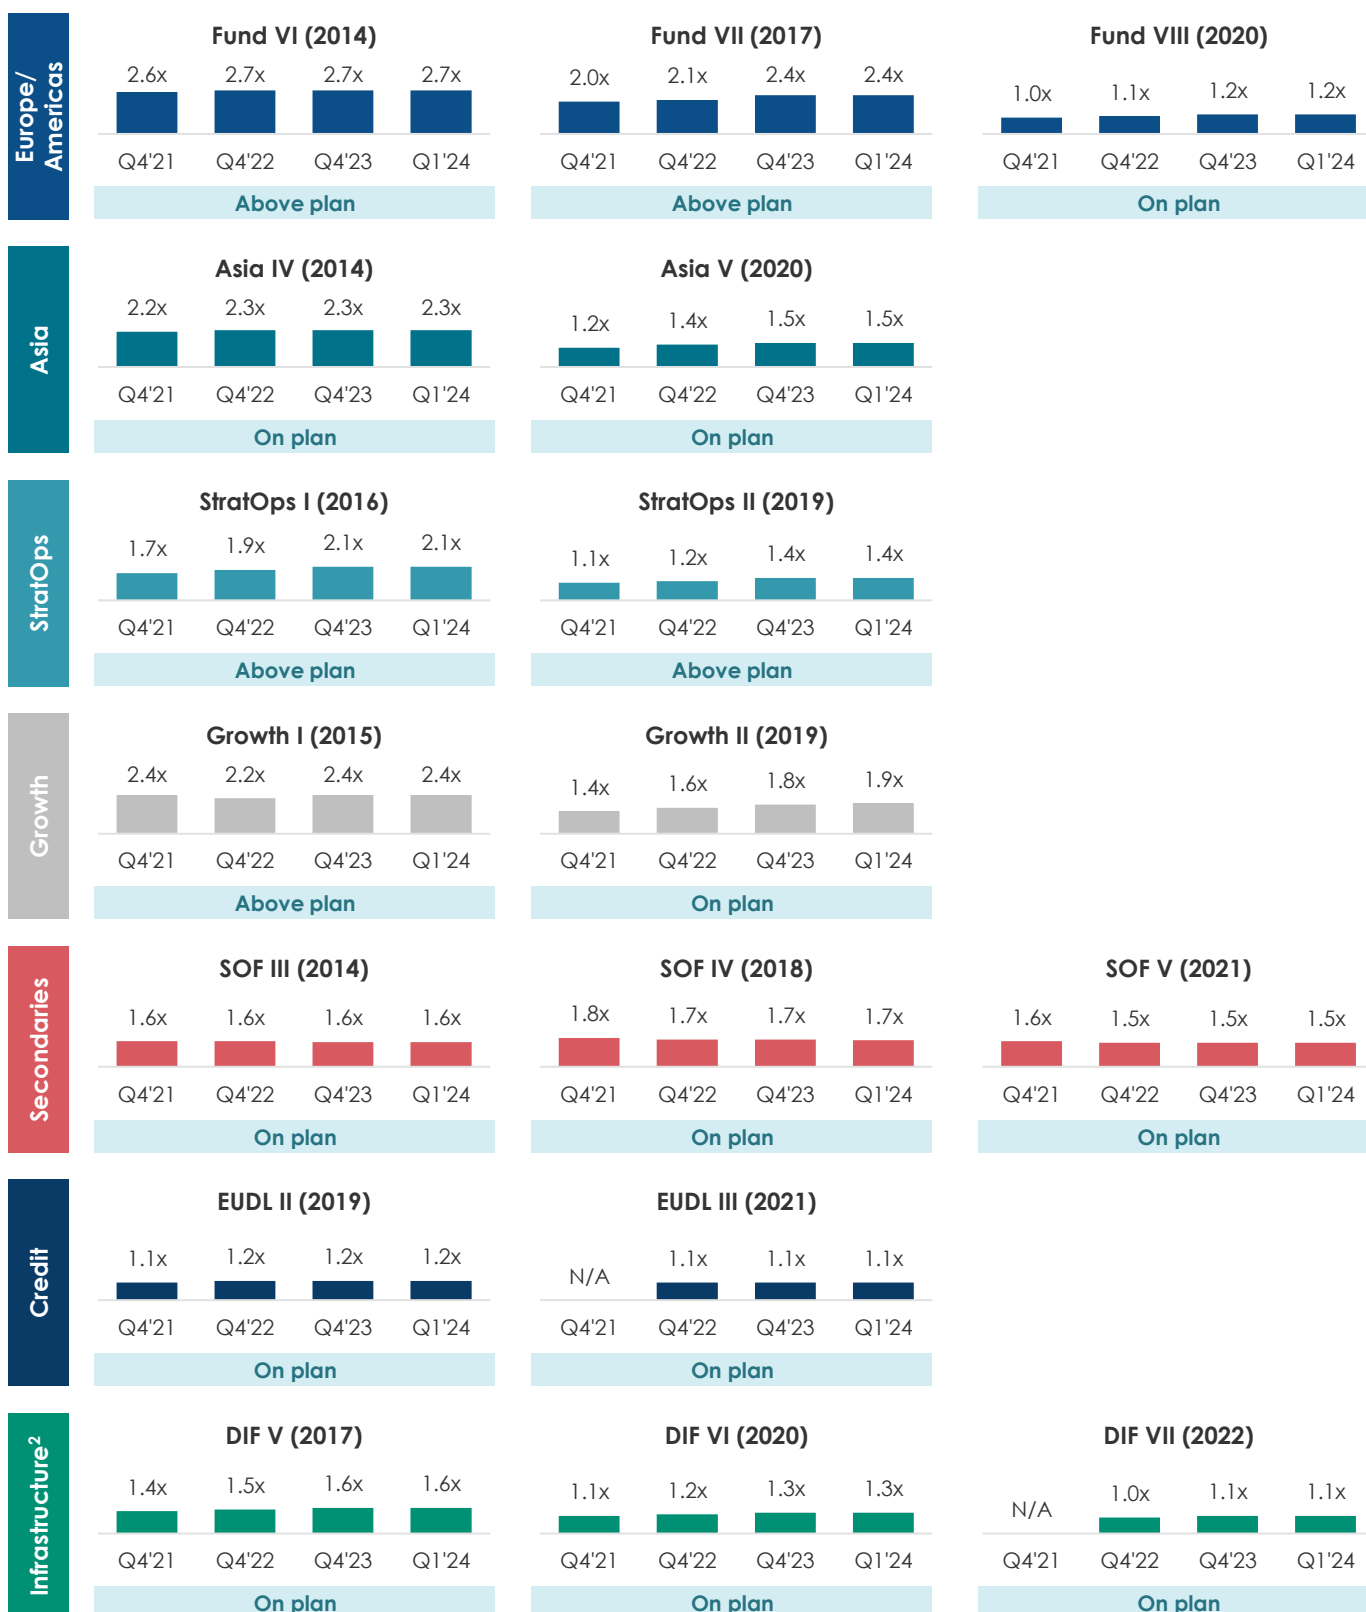 Europe/
Americas
Fund VI (2014)
2.6x 2.7x 2.7x 2.7x
Q4'21 Q4'22 Q4'23 Q1'24
Above plan
Fund VII (2017)
2.0x 2.1x 2.4x 2.4x
Q4'21 Q4'22 Q4'23 Q1'24
Above plan
Fund VIII (2020)
1.0x 1.1x 1.2x 1.2x
Q4'21 Q4'22 Q4'23 Q1'24
On plan
Asia
Asia IV (2014)
2.2x 2.3x 2.3x 2.3x
Q4'21 Q4'22 Q4'23 Q1'24
On plan
Asia V (2020)
1.2x 1.4x 1.5x 1.5x
Q4'21 Q4'22 Q4'23 Q1'24
On plan
StratOps
StratOps I (2016)
1.7x 1.9x 2.1x 2.1x
Q4'21 Q4'22 Q4'23 Q1'24
Above plan
StratOps II (2019)
1.1x 1.2x 1.4x 1.4x
Q4'21 Q4'22 Q4'23 Q1'24
Above plan
Growth
Growth I (2015)
2.4x 2.2x 2.4x 2.4x
Q4'21 Q4'22 Q4'23 Q1'24
Above plan
Growth II (2019)
1.4x 1.6x 1.8x 1.9x
Q4'21 Q4'22 Q4'23 Q1'24
On plan
Secondaries
SOF III (2014)
1.6x 1.6x 1.6x 1.6x
Q4'21 Q4'22 Q4'23 Q1'24
On plan
SOF IV (2018)
1.8x 1.7x 1.7x 1.7x
Q4'21 Q4'22 Q4'23 Q1'24
On plan
SOF V (2021)
1.6x 1.5x 1.5x 1.5x
Q4'21 Q4'22 Q4'23 Q1'24
On plan
Credit
EUDL II (2019)
1.1x 1.2x 1.2x 1.2x
Q4'21 Q4'22 Q4'23 Q1'24
On plan
EUDL III (2021)
N/A 1.1x 1.1x 1.1x
Q4'21 Q4'22 Q4'23 Q1'24
On plan
Infrastructure²
DIF V (2017)
1.4x 1.5x 1.6x 1.6x
Q4'21 Q4'22 Q4'23 Q1'24
On plan
DIF VI (2020)
1.1x 1.2x 1.3x 1.3x
Q4'21 Q4'22 Q4'23 Q1'24
On plan
DIF VII (2022)
N/A 1.0x 1.1x 1.1x
Q4'21 Q4'22 Q4'23 Q1'24
On plan